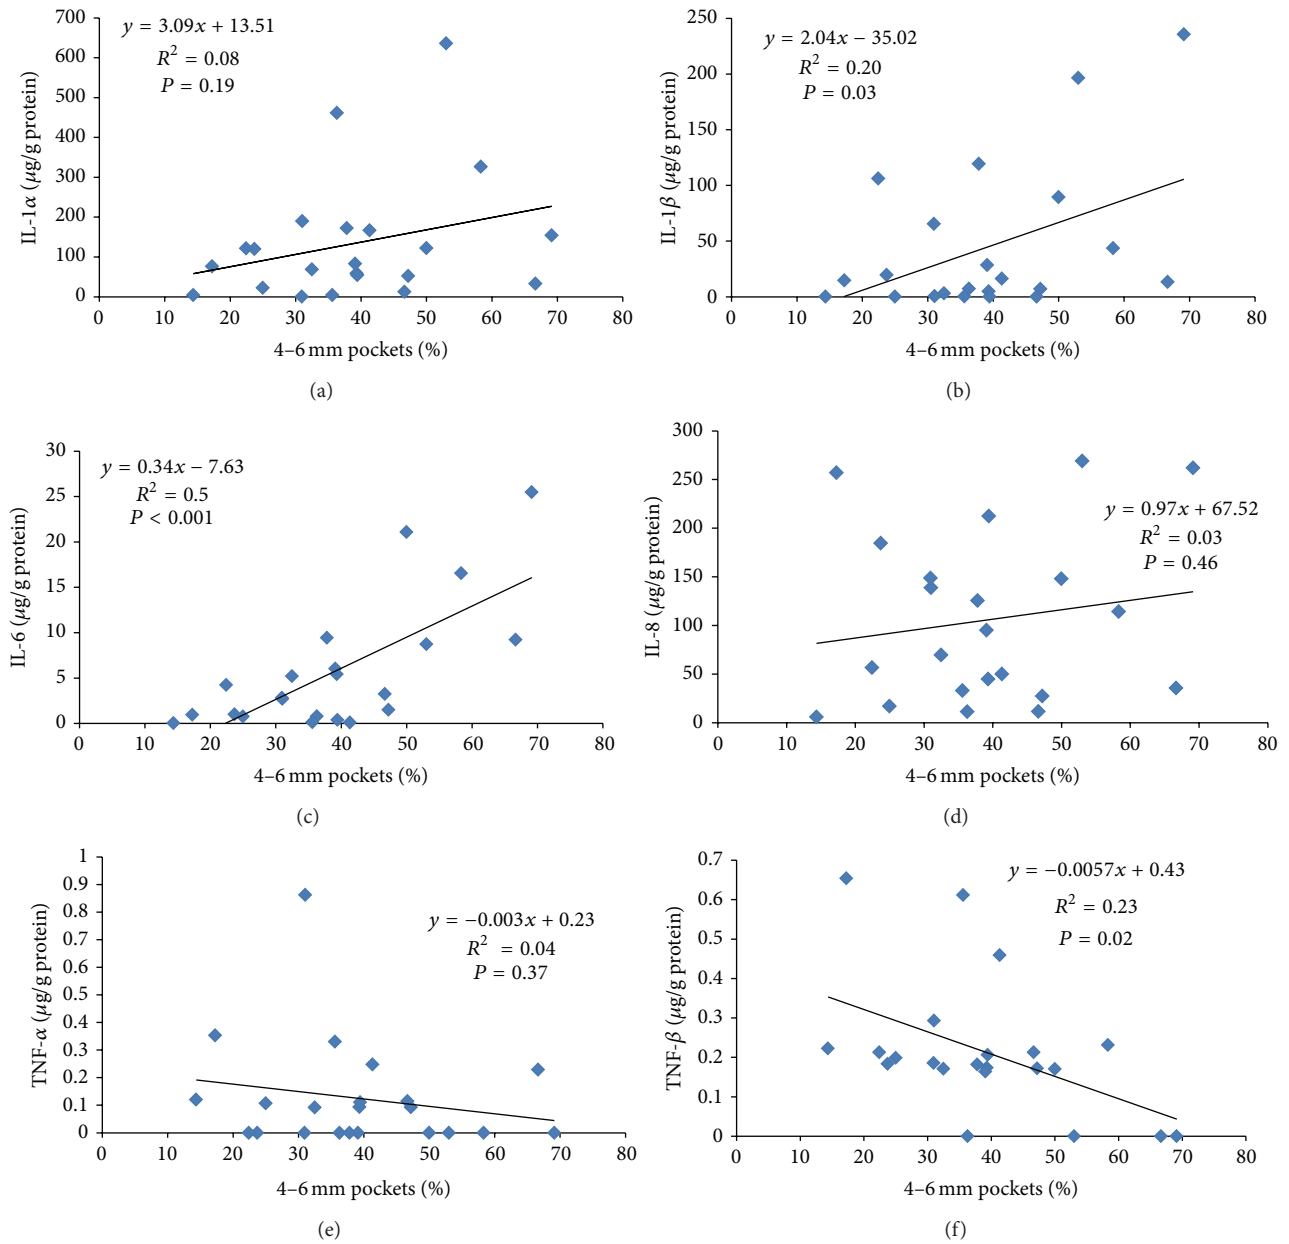 y = 3.09x + 13.51
R² = 0.08
P = 0.19
IL-1α (μg/g protein)
700
600
500
400
300
200
100
0
0 10 20 30 40 50 60 70 80
4–6 mm pockets (%)
(a)
y = 2.04x − 35.02
R² = 0.20
P = 0.03
IL-1β (μg/g protein)
250
200
150
100
50
0
0 10 20 30 40 50 60 70 80
4–6 mm pockets (%)
(b)
y = 0.34x − 7.63
R² = 0.5
P < 0.001
IL-6 (μg/g protein)
30
25
20
15
10
5
0
0 10 20 30 40 50 60 70 80
4–6 mm pockets (%)
(c)
y = 0.97x + 67.52
R² = 0.03
P = 0.46
IL-8 (μg/g protein)
300
250
200
150
100
50
0
0 10 20 30 40 50 60 70 80
4–6 mm pockets (%)
(d)
y = −0.003x + 0.23
R² = 0.04
P = 0.37
TNF-α (μg/g protein)
1
0.9
0.8
0.7
0.6
0.5
0.4
0.3
0.2
0.1
0
0 10 20 30 40 50 60 70 80
4–6 mm pockets (%)
(e)
y = −0.0057x + 0.43
R² = 0.23
P = 0.02
TNF-β (μg/g protein)
0.7
0.6
0.5
0.4
0.3
0.2
0.1
0
0 10 20 30 40 50 60 70 80
4–6 mm pockets (%)
(f)